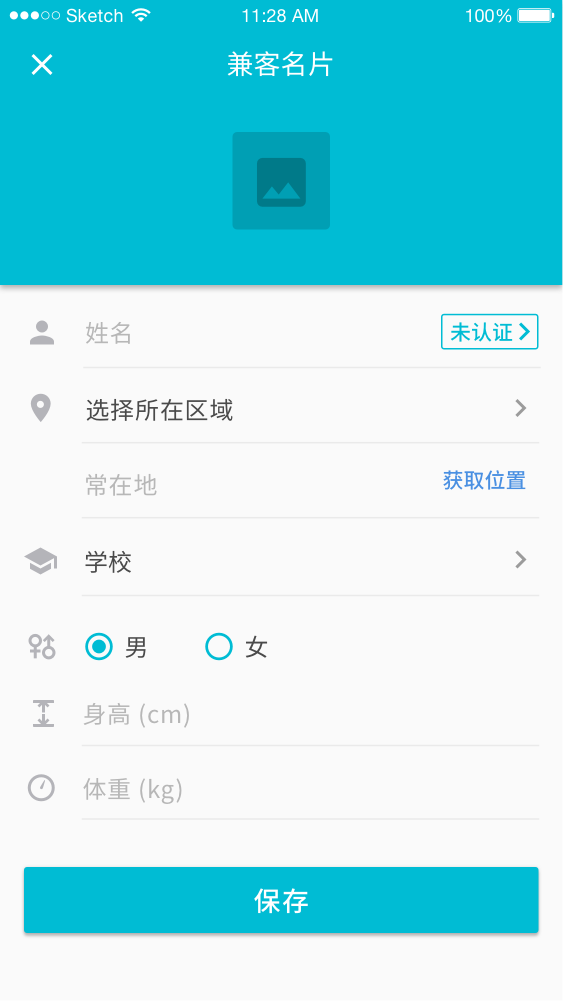 Sketch 11:28 AM 100%
兼客名片
姓名 未认证
选择所在区域
常在地 获取位置
学校
男 女
身高 (cm)
体重 (kg)
保存